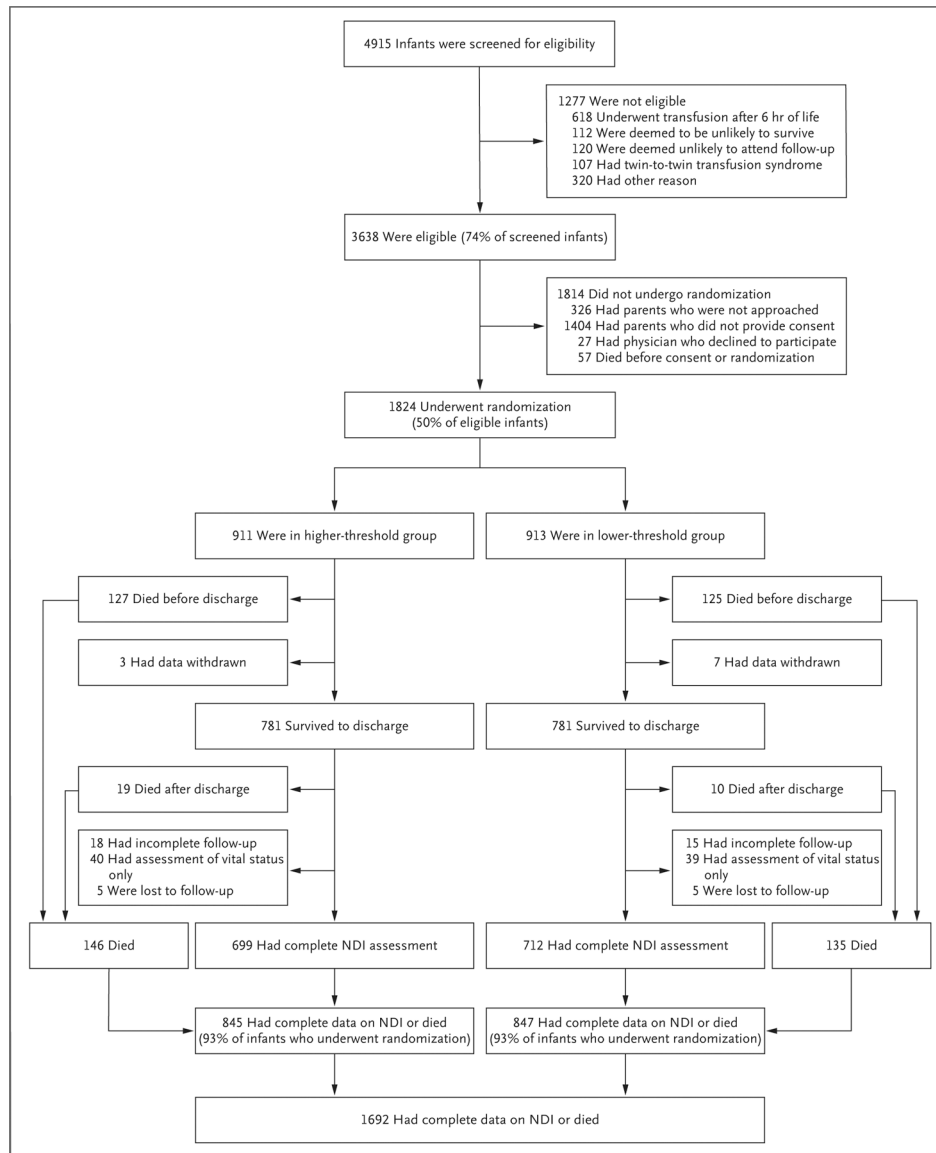 4915 Infants were screened for eligibility
1277 Were not eligible
618 Underwent transfusion after 6 hr of life
112 Were deemed to be unlikely to survive
120 Were deemed unlikely to attend follow-up
107 Had twin-to-twin transfusion syndrome
320 Had other reason
3638 Were eligible (74% of screened infants)
1814 Did not undergo randomization
326 Had parents who were not approached
1404 Had parents who did not provide consent
27 Had physician who declined to participate
57 Died before consent or randomization
1824 Underwent randomization
(50% of eligible infants)
911 Were in higher-threshold group
913 Were in lower-threshold group
127 Died before discharge
125 Died before discharge
3 Had data withdrawn
7 Had data withdrawn
781 Survived to discharge
781 Survived to discharge
19 Died after discharge
10 Died after discharge
18 Had incomplete follow-up
40 Had assessment of vital status
only
5 Were lost to follow-up
15 Had incomplete follow-up
39 Had assessment of vital status
only
5 Were lost to follow-up
146 Died
699 Had complete NDI assessment
712 Had complete NDI assessment
135 Died
845 Had complete data on NDI or died
(93% of infants who underwent randomization)
847 Had complete data on NDI or died
(93% of infants who underwent randomization)
1692 Had complete data on NDI or died